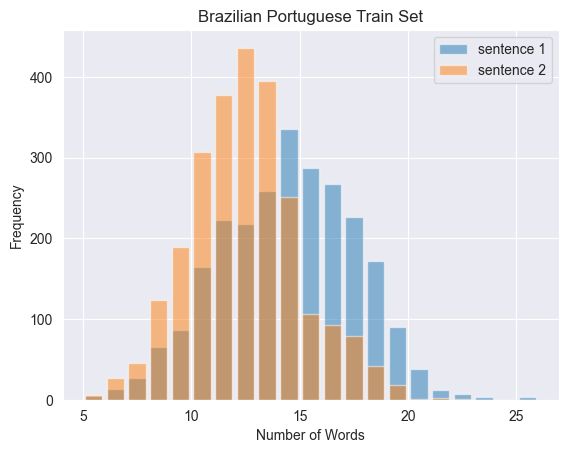 Brazilian Portuguese Train Set
sentence 1
sentence 2
Frequency
400
300
200
100
0
5 10 15 20 25
Number of Words